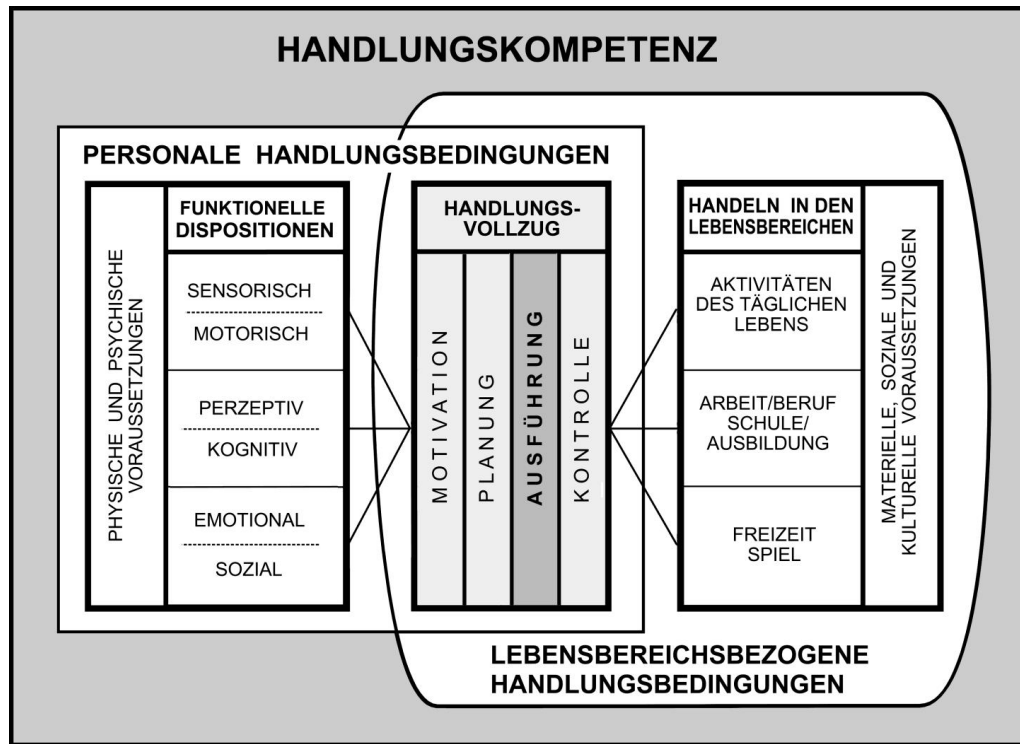 HANDLUNGSKOMPETENZ
PERSONALE HANDLUNGSBEDINGUNGEN
PHYSISCHE UND PSYCHISCHE
VORAUSSETZUNGEN
FUNKTIONELLE
DISPOSITIONEN
SENSORISCH
MOTORISCH
PERZEPTIV
KOGNITIV
EMOTIONAL
SOZIAL
HANDLUNGS-
VOLLZUG
MOTIVATION
PLANUNG
AUSFÜHRUNG
KONTROLLE
HANDELN IN DEN
LEBENSBEREICHEN
AKTIVITÄTEN
DES TÄGLICHEN
LEBENS
ARBEIT/BERUF
SCHULE/
AUSBILDUNG
FREIZEIT
SPIEL
MATERIELLE, SOZIALE UND
KULTURELLE VORAUSSETZUNGEN
LEBENSBEREICHSBEZOGENE
HANDLUNGSBEDINGUNGEN